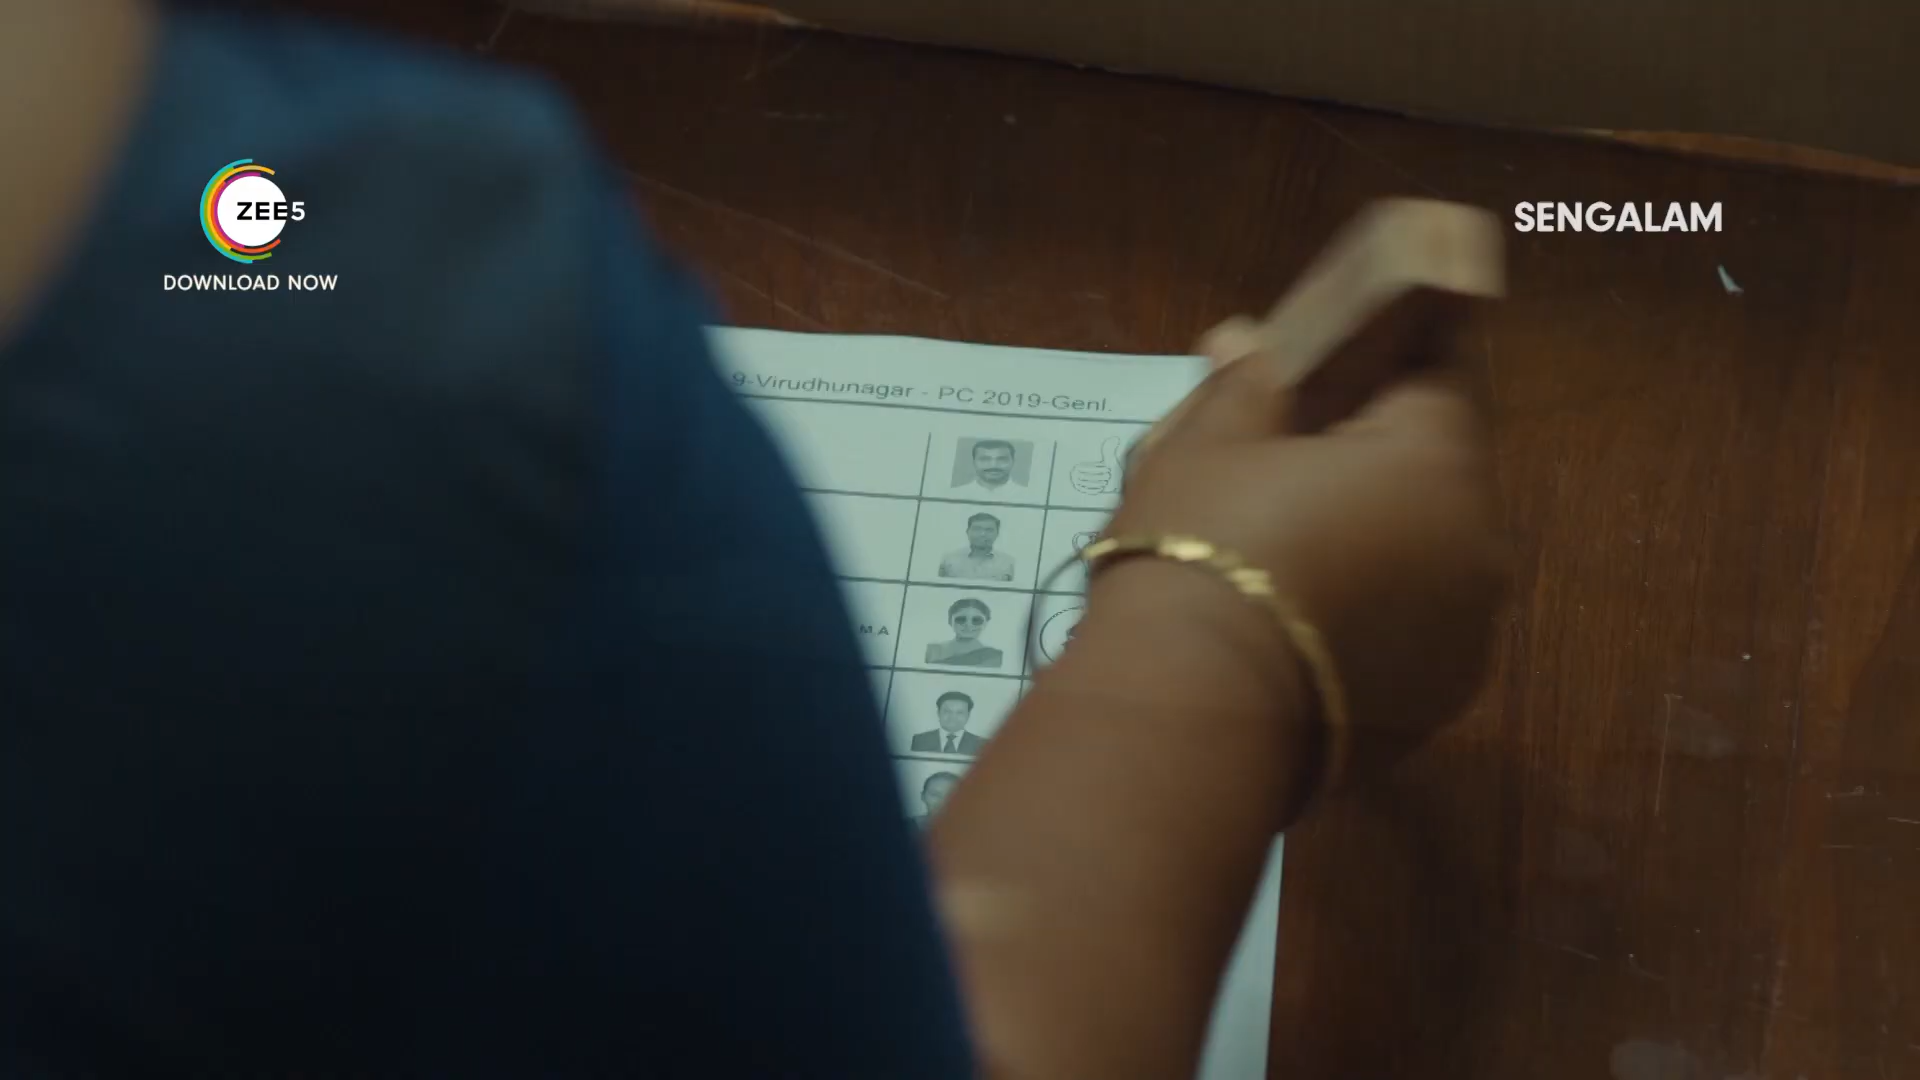 ZEE5
DOWNLOAD NOW
SENGALAM
9-Virudhunagar - PC 2019-Genl.
M.A